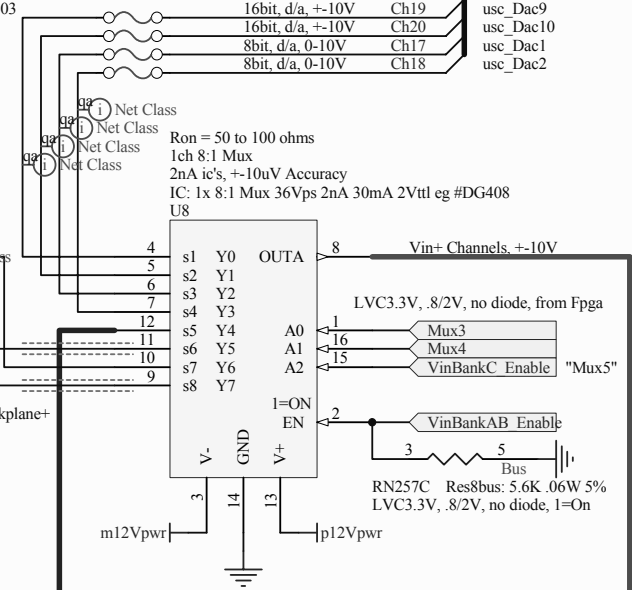 03
16bit, d/a, +-10V Ch19 usc_Dac9
16bit, d/a, +-10V Ch20 usc_Dac10
8bit, d/a, 0-10V Ch17 usc_Dac1
8bit, d/a, 0-10V Ch18 usc_Dac2
qa i Net Class
qa i Net Class
qa i Net Class
qa i Net Class
Ron = 50 to 100 ohms
1ch 8:1 Mux
2nA ic's, +-10uV Accuracy
IC: 1x 8:1 Mux 36Vps 2nA 30mA 2Vttl eg #DG408
U8
4 s1 Y0 OUTA 8 Vin+ Channels, +-10V
5 s2 Y1
6 s3 Y2
7 s4 Y3
LVC3.3V, .8/2V, no diode, from Fpga
12 s5 Y4 A0 1 Mux3
11 s6 Y5 A1 16 Mux4
10 s7 Y6 A2 15 VinBankC_Enable "Mux5"
9 s8 Y7
kplane+
1=ON
EN 2 VinBankAB_Enable
3 5
Bus
V- GND V+
RN257C Res8bus: 5.6K .06W 5%
LVC3.3V, .8/2V, no diode, 1=On
3 14 13
m12Vpwr p12Vpwr